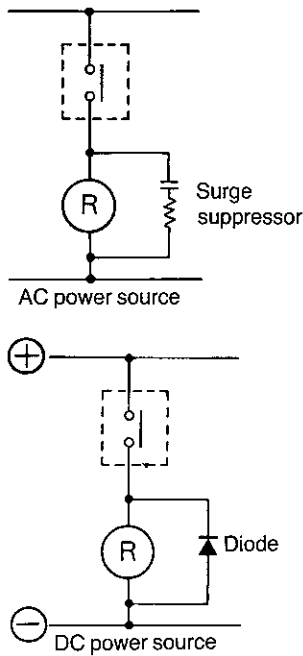 R
Surge
suppressor
AC power source
+
R
Diode
−
DC power source